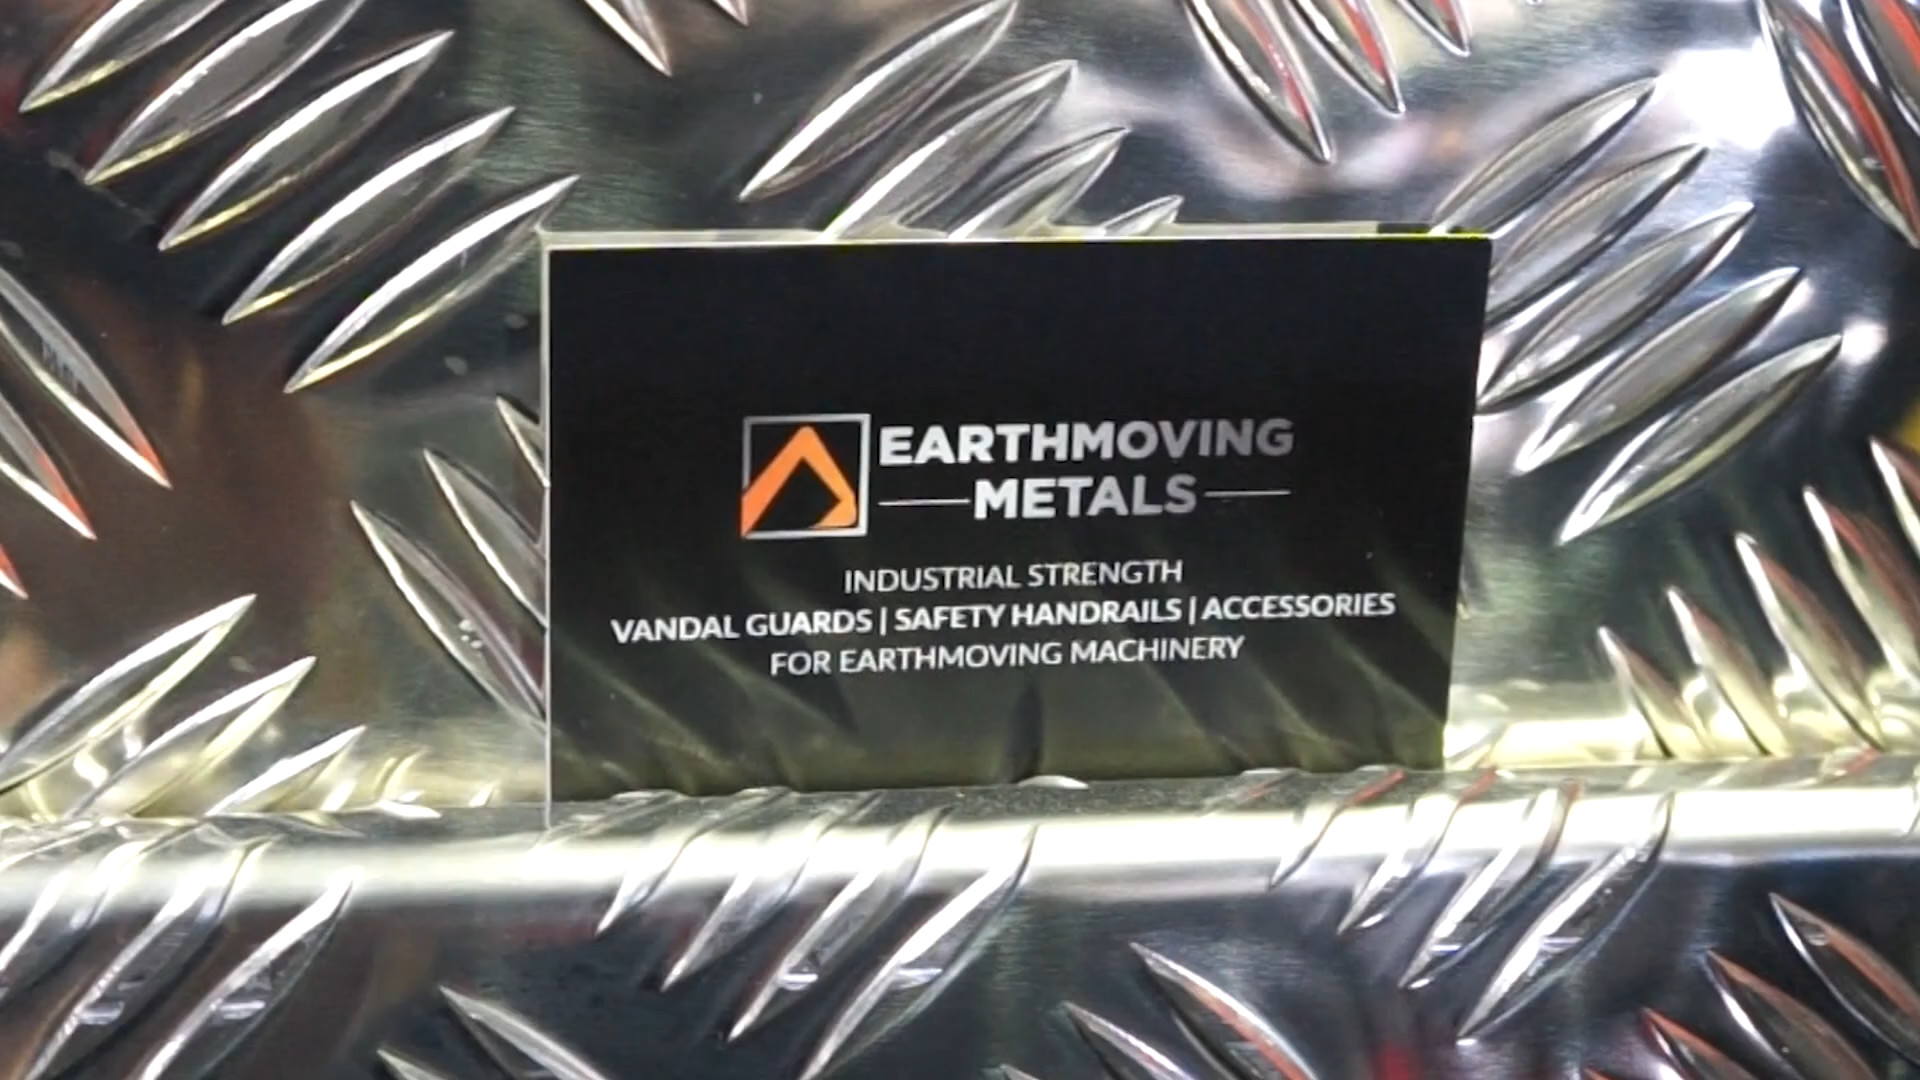 EARTHMOVING
METALS
INDUSTRIAL STRENGTH
VANDAL GUARDS | SAFETY HANDRAILS | ACCESSORIES
FOR EARTHMOVING MACHINERY